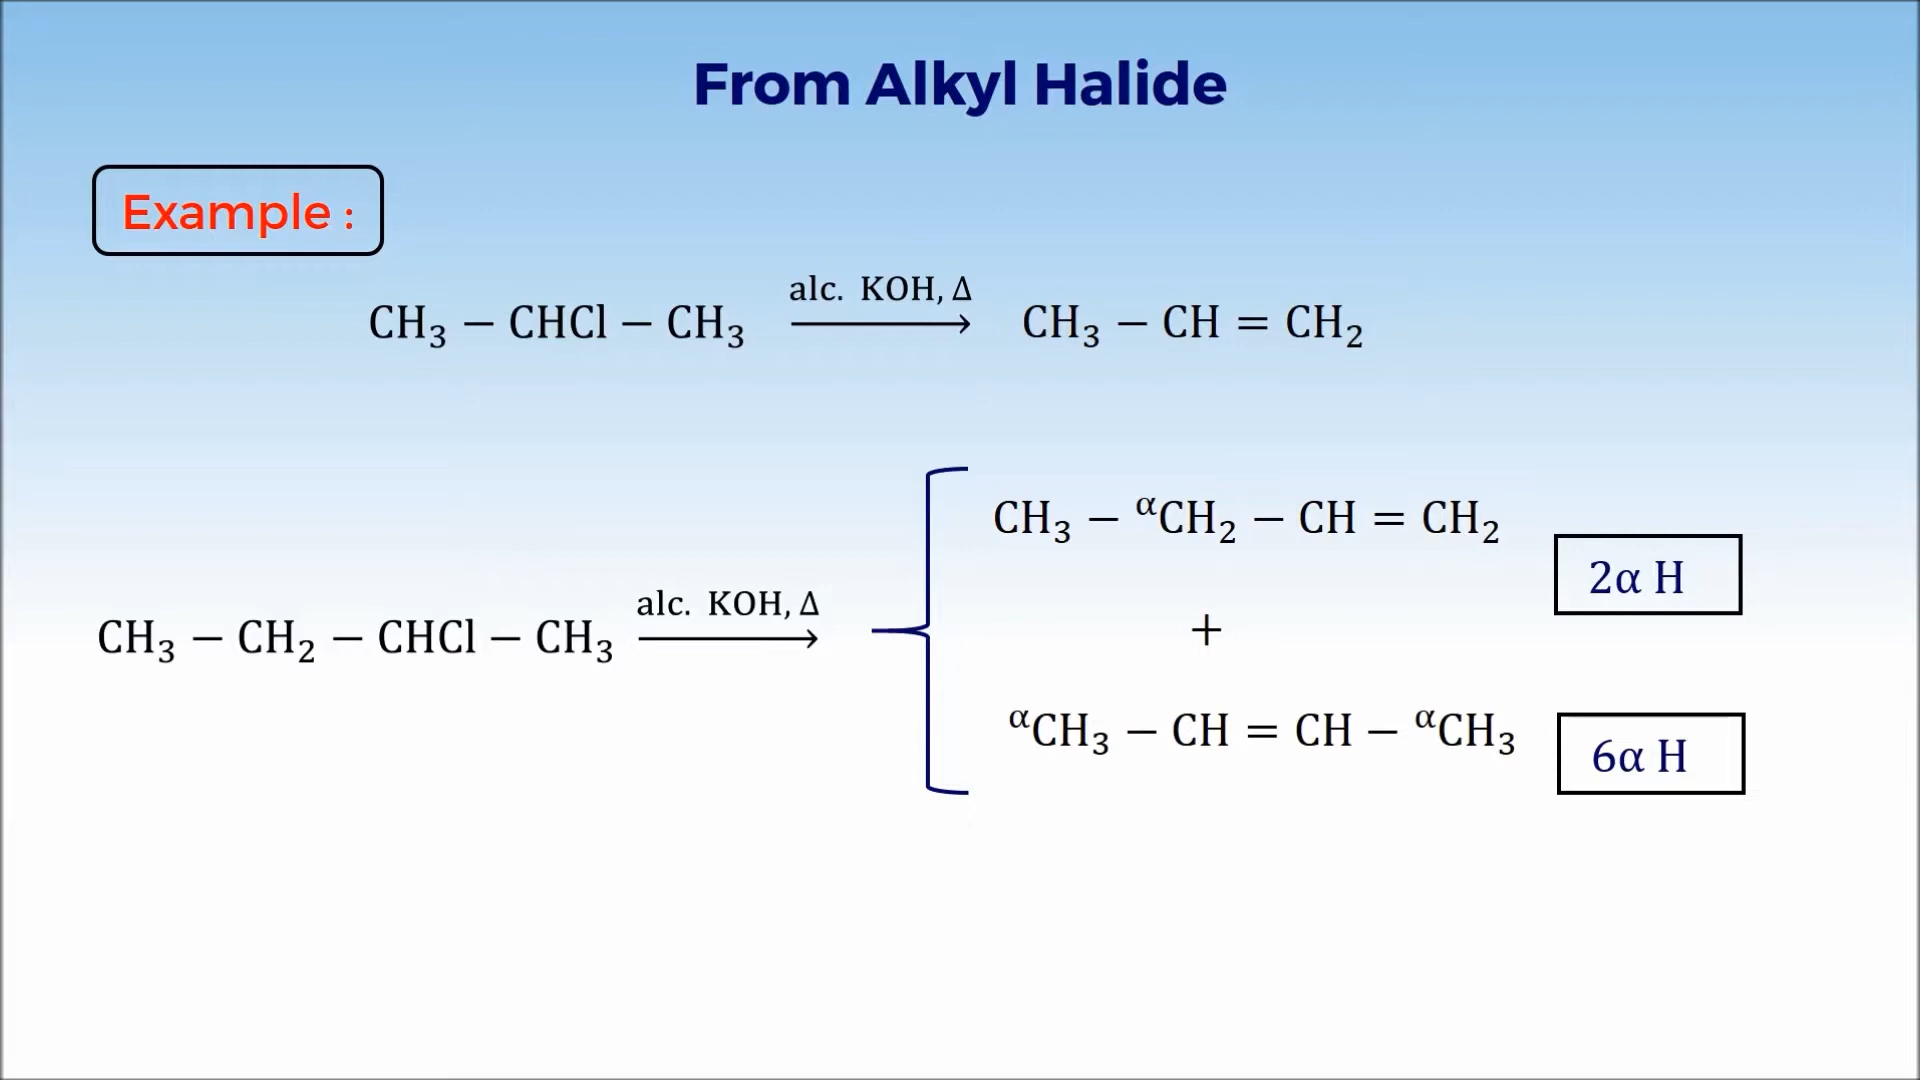 From Alkyl Halide
Example :
CH₃ − CHCl − CH₃ alc. KOH, Δ ⟶ CH₃ − CH = CH₂
CH₃ − ᵅCH₂ − CH = CH₂
2α H
CH₃ − CH₂ − CHCl − CH₃ alc. KOH, Δ ⟶
+
ᵅCH₃ − CH = CH − ᵅCH₃
6α H